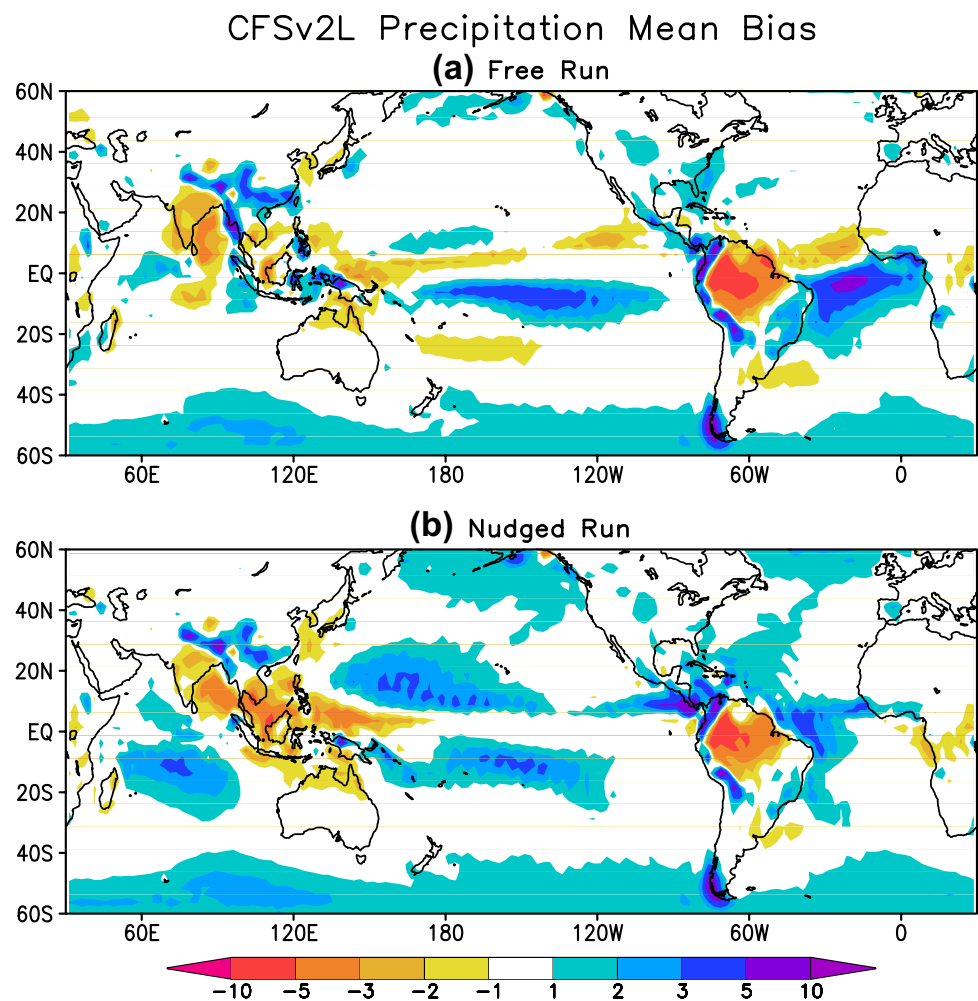 CFSv2L Precipitation Mean Bias
(a) Free Run
60N
40N
20N
EQ
20S
40S
60S
60E 120E 180 120W 60W 0
(b) Nudged Run
60N
40N
20N
EQ
20S
40S
60S
60E 120E 180 120W 60W 0
-10 -5 -3 -2 -1 1 2 3 5 10